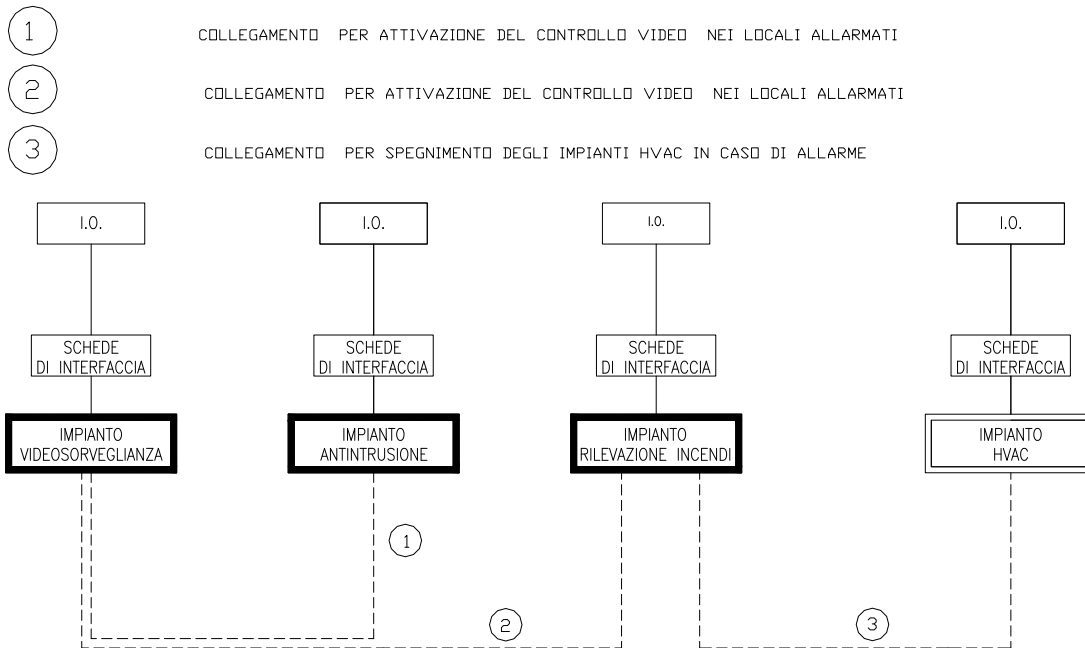 1 COLLEGAMENTO PER ATTIVAZIONE DEL CONTROLLO VIDEO NEI LOCALI ALLARMATI
2 COLLEGAMENTO PER ATTIVAZIONE DEL CONTROLLO VIDEO NEI LOCALI ALLARMATI
3 COLLEGAMENTO PER SPEGNIMENTO DEGLI IMPIANTI HVAC IN CASO DI ALLARME
I.O. I.O. I.O. I.O.
SCHEDE SCHEDE SCHEDE SCHEDE
DI INTERFACCIA DI INTERFACCIA DI INTERFACCIA DI INTERFACCIA
IMPIANTO IMPIANTO IMPIANTO IMPIANTO
VIDEOSORVEGLIANZA ANTINTRUSIONE RILEVAZIONE INCENDI HVAC
1
2 3